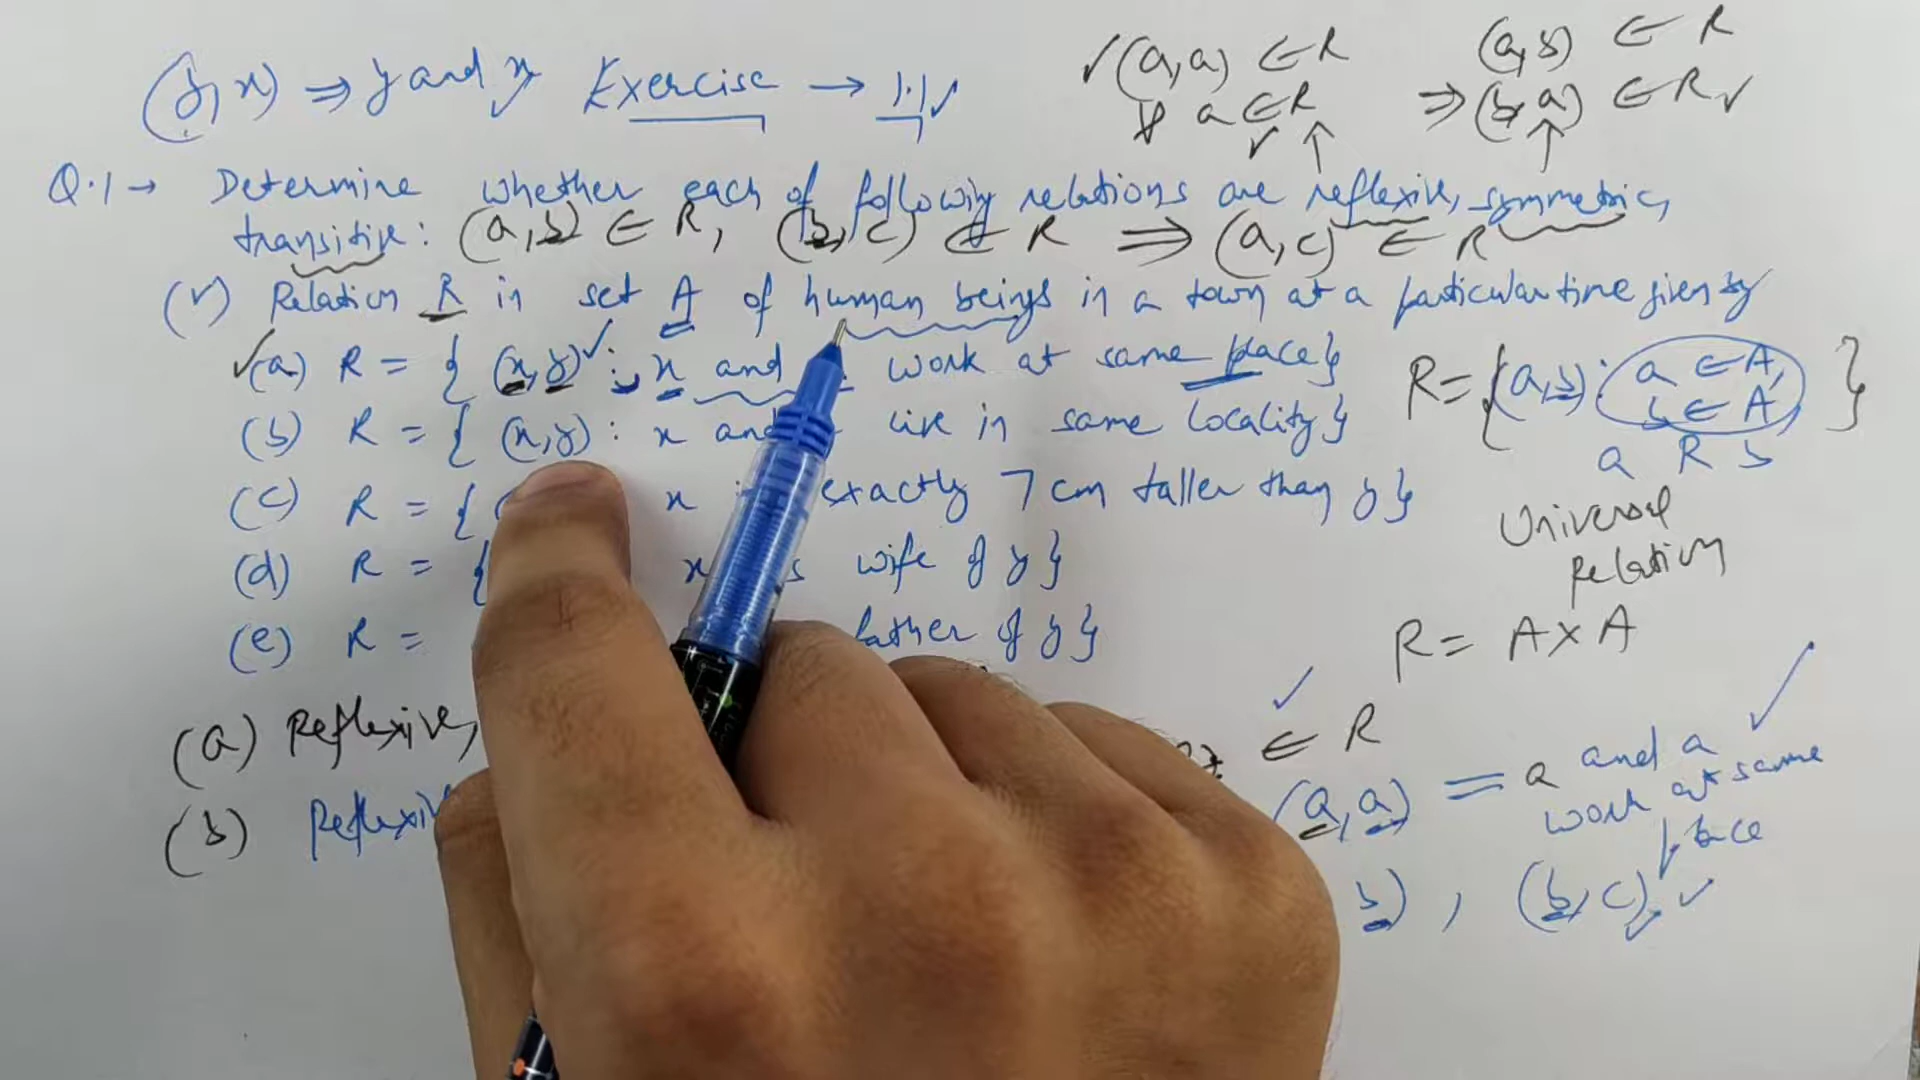 (y,x) ⇒ y and x Exercise → 1.1 ✓
✓(a,a) ∈ R
∀ a ∈ R
(a,b) ∈ R
⇒ (b,a) ∈ R ✓
Q.1 → Determine whether each of following relations are reflexive, symmetric,
transitive: (a,b) ∈ R, (b,c) ∈ R ⇒ (a,c) ∈ R
(v) Relation R in set A of human beings in a town at a particular time given by
✓(a) R = { (x,y) ✓ : x and work at same place}
(b) R = { (x,y) : x and live in same locality}
(c) R = { x exactly 7 cm taller than y}
(d) R = { x is wife of y}
(e) R = father of y}
R = {(a,b) : a ∈ A, b ∈ A }
a R b
Universal
Relation
R = A × A
(a) Reflexive,
(b) Reflexiv
∈ R
(a,a) = a and a
work at same
place
b) , (b,c) ✓